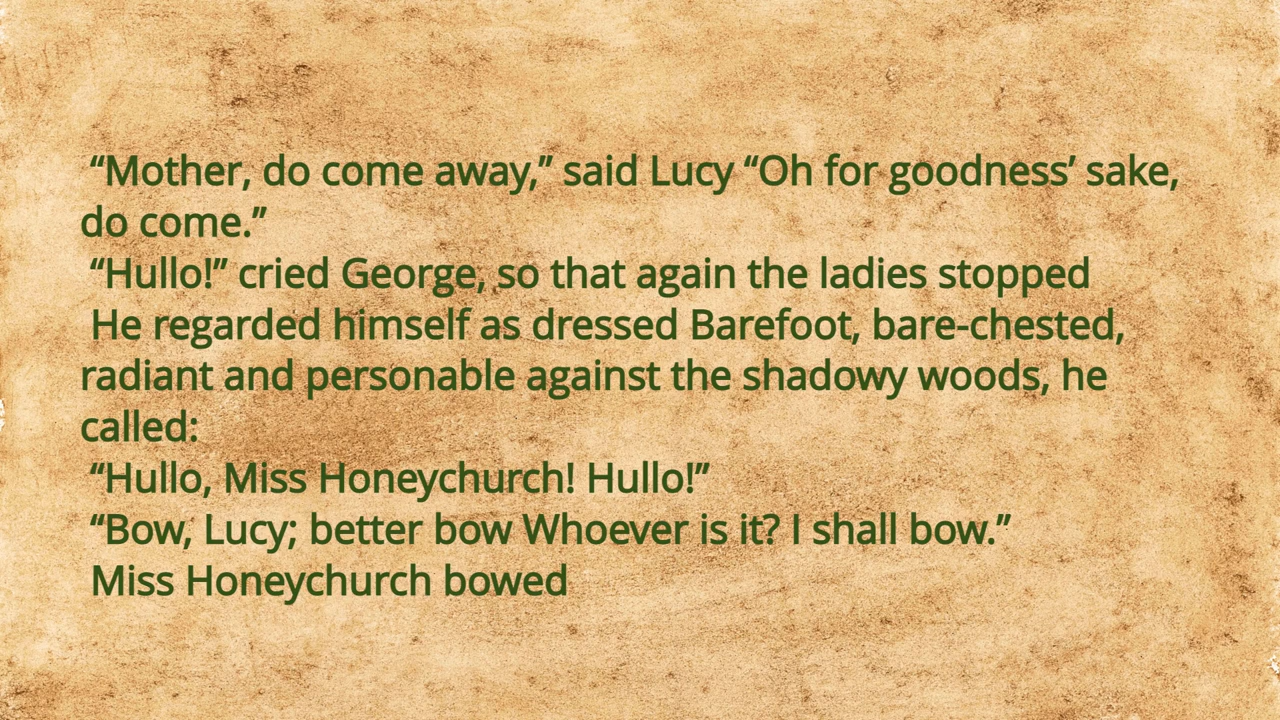 “Mother, do come away,” said Lucy “Oh for goodness’ sake,
do come.”
“Hullo!” cried George, so that again the ladies stopped
He regarded himself as dressed Barefoot, bare-chested,
radiant and personable against the shadowy woods, he
called:
“Hullo, Miss Honeychurch! Hullo!”
“Bow, Lucy; better bow Whoever is it? I shall bow.”
Miss Honeychurch bowed